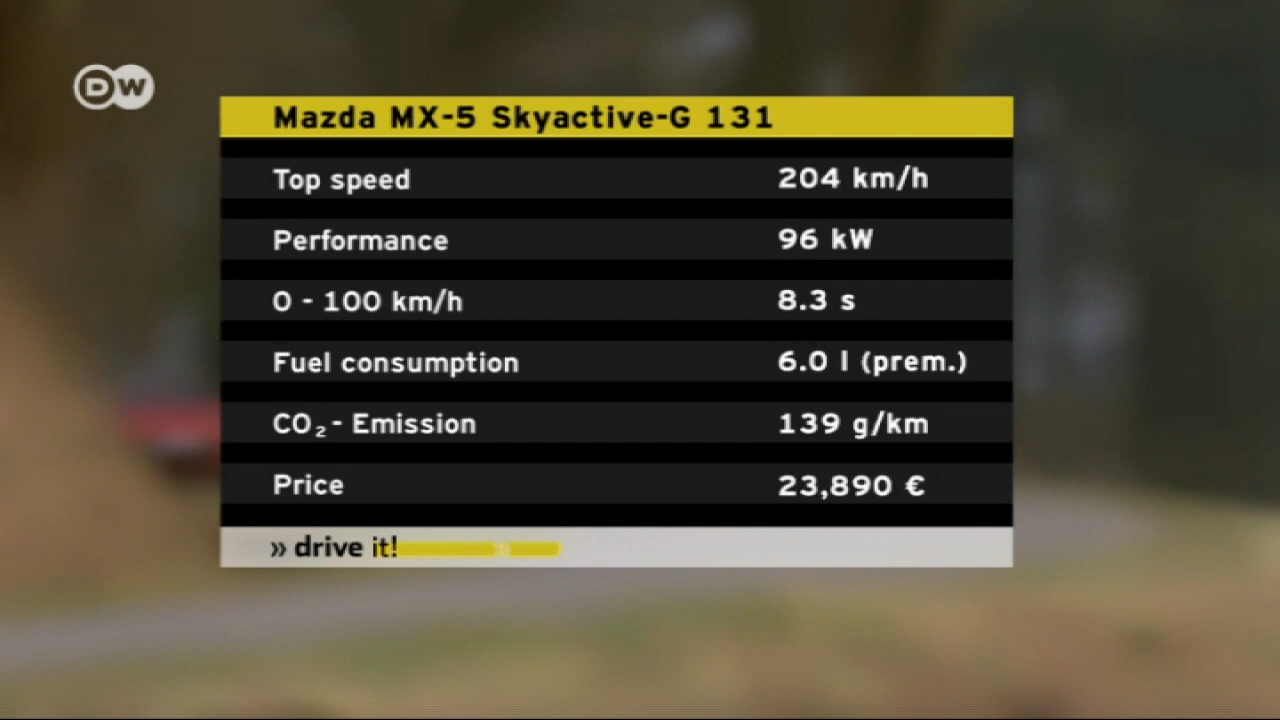 DW
Mazda MX-5 Skyactive-G 131
Top speed 204 km/h
Performance 96 kW
0 - 100 km/h 8.3 s
Fuel consumption 6.0 l (prem.)
CO₂- Emission 139 g/km
Price 23,890 €
» drive it!